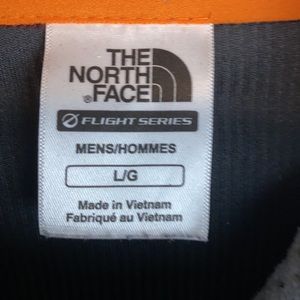 THE
NORTH
®FACE
FLIGHT SERIES
MENS/HOMMES
L/G
Made in Vietnam
Fabriqué au Vietnam